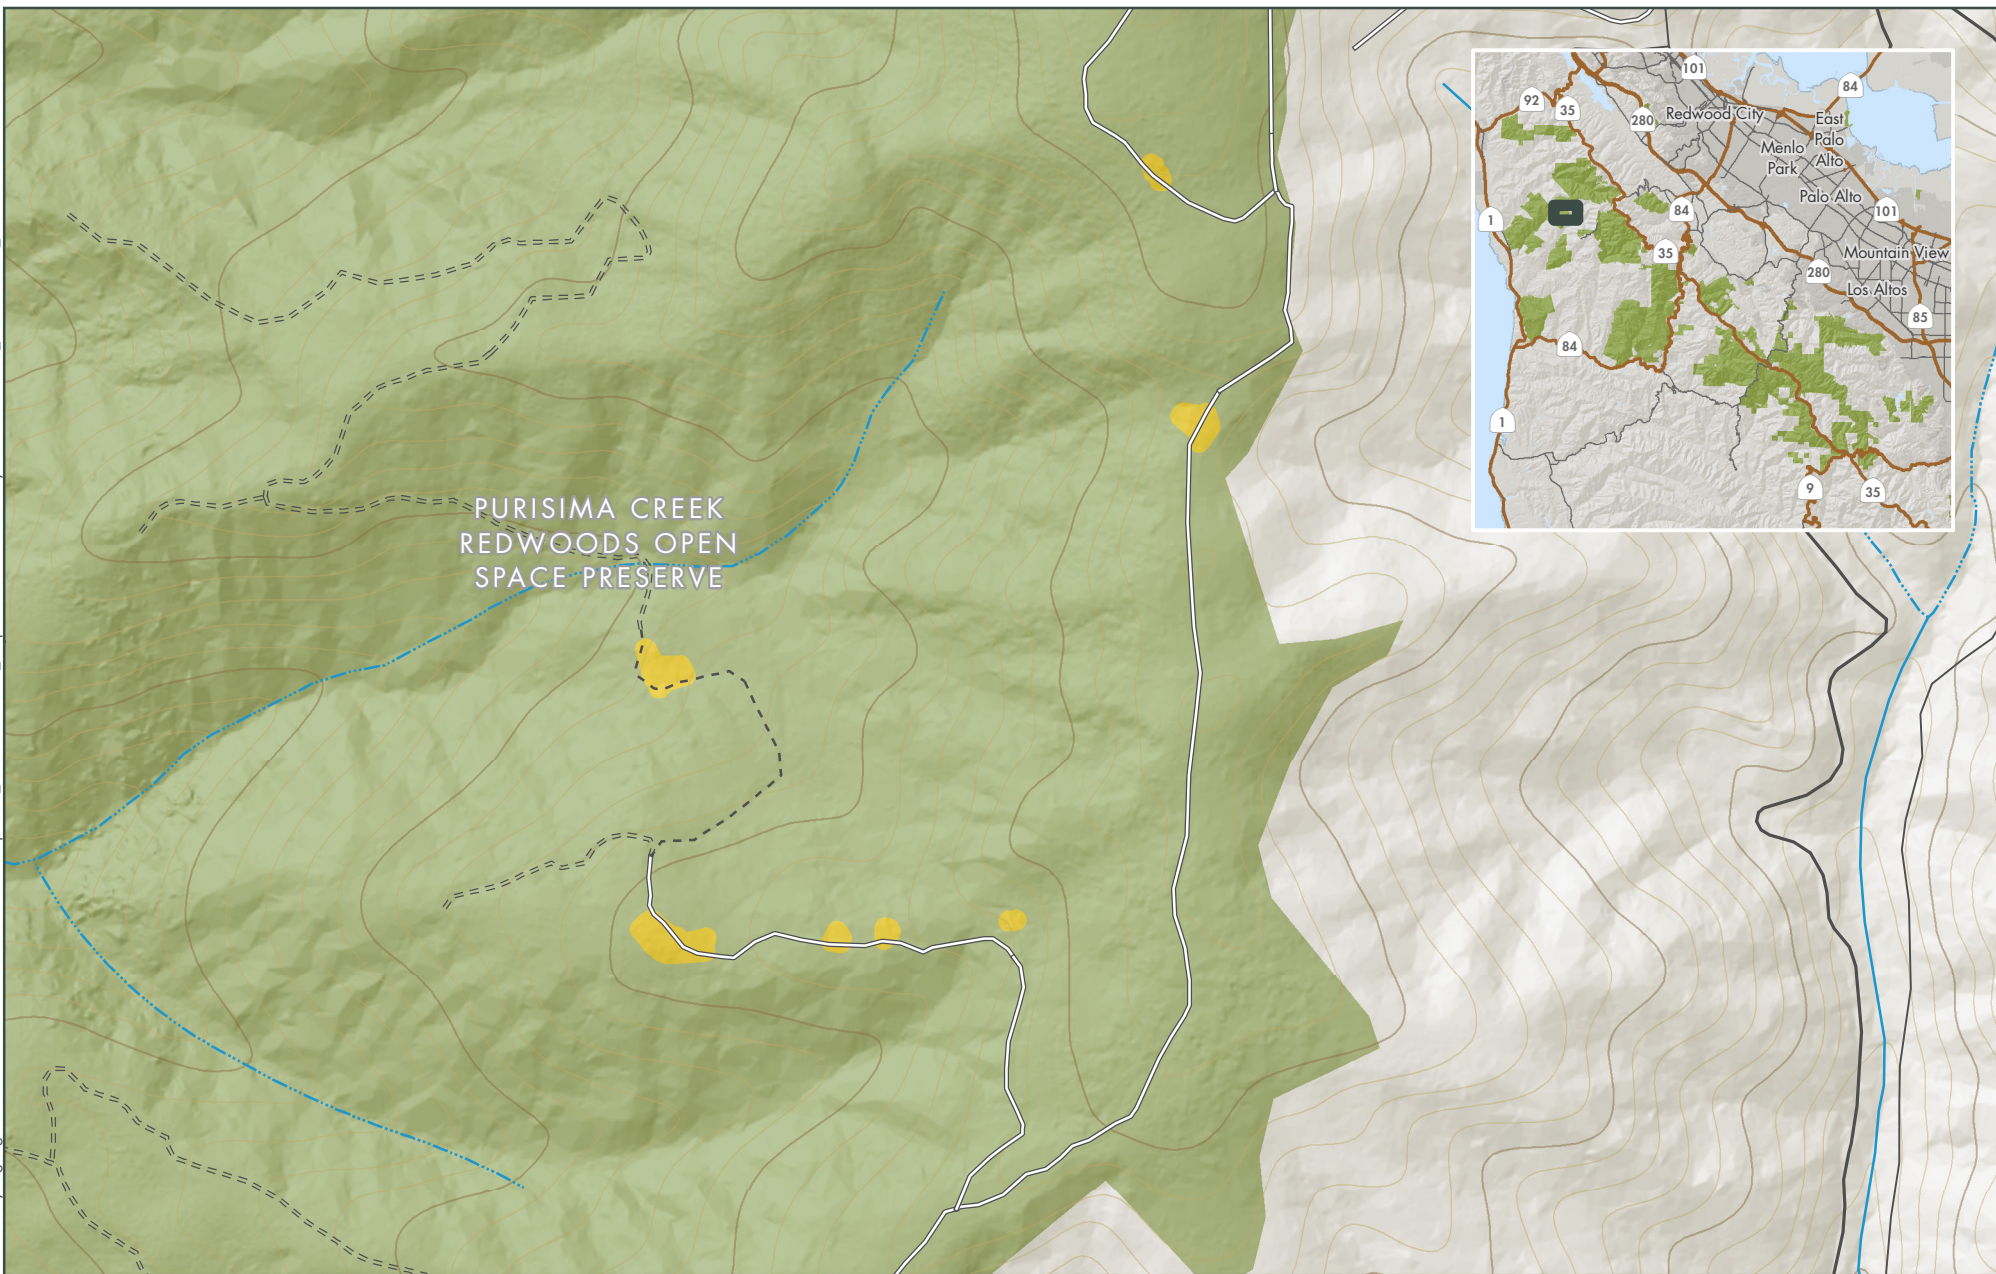 PURISIMA CREEK
REDWOODS OPEN
SPACE PRESERVE
101
84
92
35
280
Redwood City
East
Palo
Alto
Menlo
Park
Palo Alto
1
84
101
35
Mountain View
280
Los Altos
85
84
1
9
35